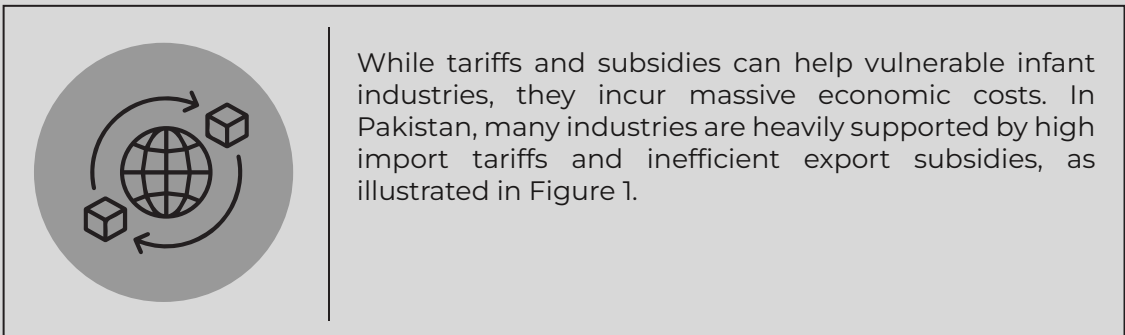 While tariffs and subsidies can help vulnerable infant
industries, they incur massive economic costs. In
Pakistan, many industries are heavily supported by high
import tariffs and inefficient export subsidies, as
illustrated in Figure 1.